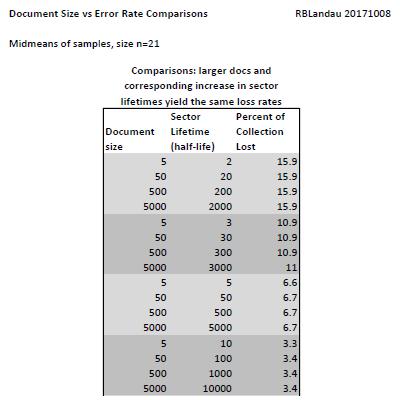 Document Size vs Error Rate Comparisons RBLandau 20171008
Midmeans of samples, size n=21
Comparisons: larger docs and
corresponding increase in sector
lifetimes yield the same loss rates
Sector Percent of
Document Lifetime Collection
size (half-life) Lost
5 2 15.9
50 20 15.9
500 200 15.9
5000 2000 15.9
5 3 10.9
50 30 10.9
500 300 10.9
5000 3000 11
5 5 6.6
50 50 6.7
500 500 6.7
5000 5000 6.7
5 10 3.3
50 100 3.4
500 1000 3.4
5000 10000 3.4